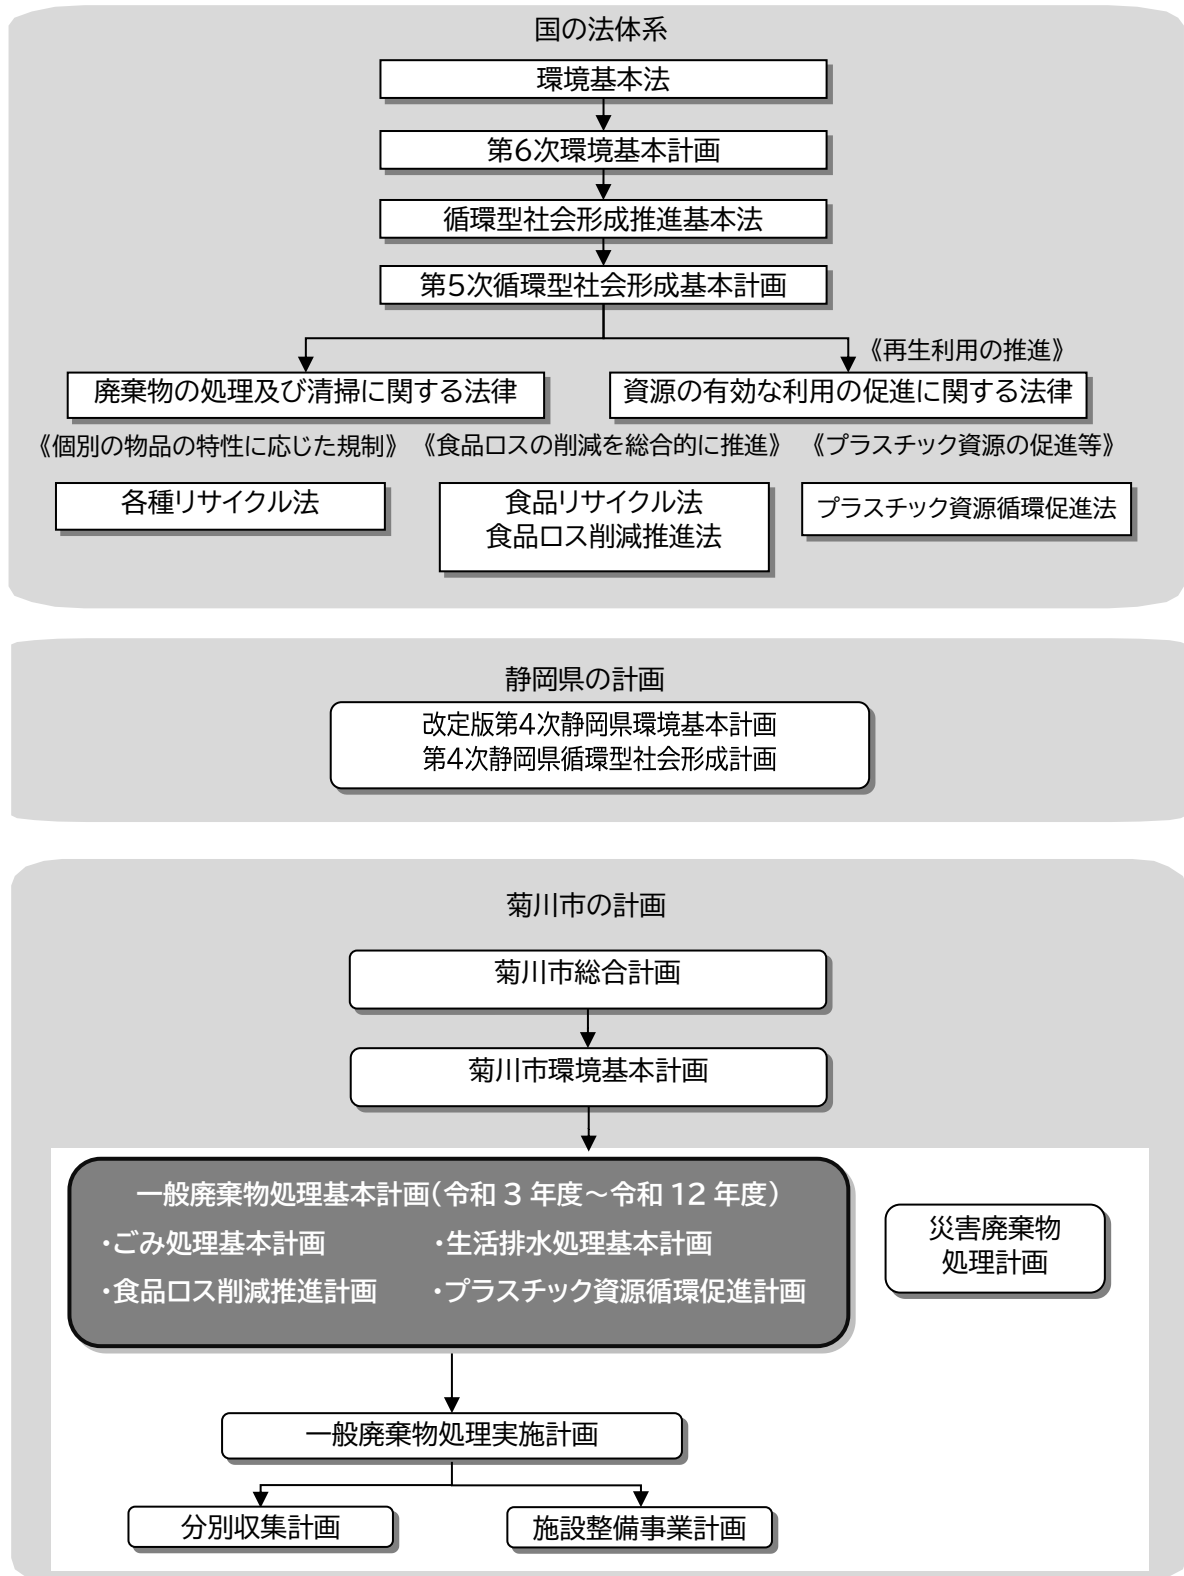 国の法体系
環境基本法
第6次環境基本計画
循環型社会形成推進基本法
第5次循環型社会形成基本計画
《再生利用の推進》
廃棄物の処理及び清掃に関する法律
資源の有効な利用の促進に関する法律
《個別の物品の特性に応じた規制》
《食品ロスの削減を総合的に推進》
《プラスチック資源の促進等》
各種リサイクル法
食品リサイクル法
食品ロス削減推進法
プラスチック資源循環促進法
静岡県の計画
改定版第4次静岡県環境基本計画
第4次静岡県循環型社会形成計画
菊川市の計画
菊川市総合計画
菊川市環境基本計画
一般廃棄物処理基本計画(令和 3 年度~令和 12 年度)
・ごみ処理基本計画
・生活排水処理基本計画
・食品ロス削減推進計画
・プラスチック資源循環促進計画
災害廃棄物
処理計画
一般廃棄物処理実施計画
分別収集計画
施設整備事業計画